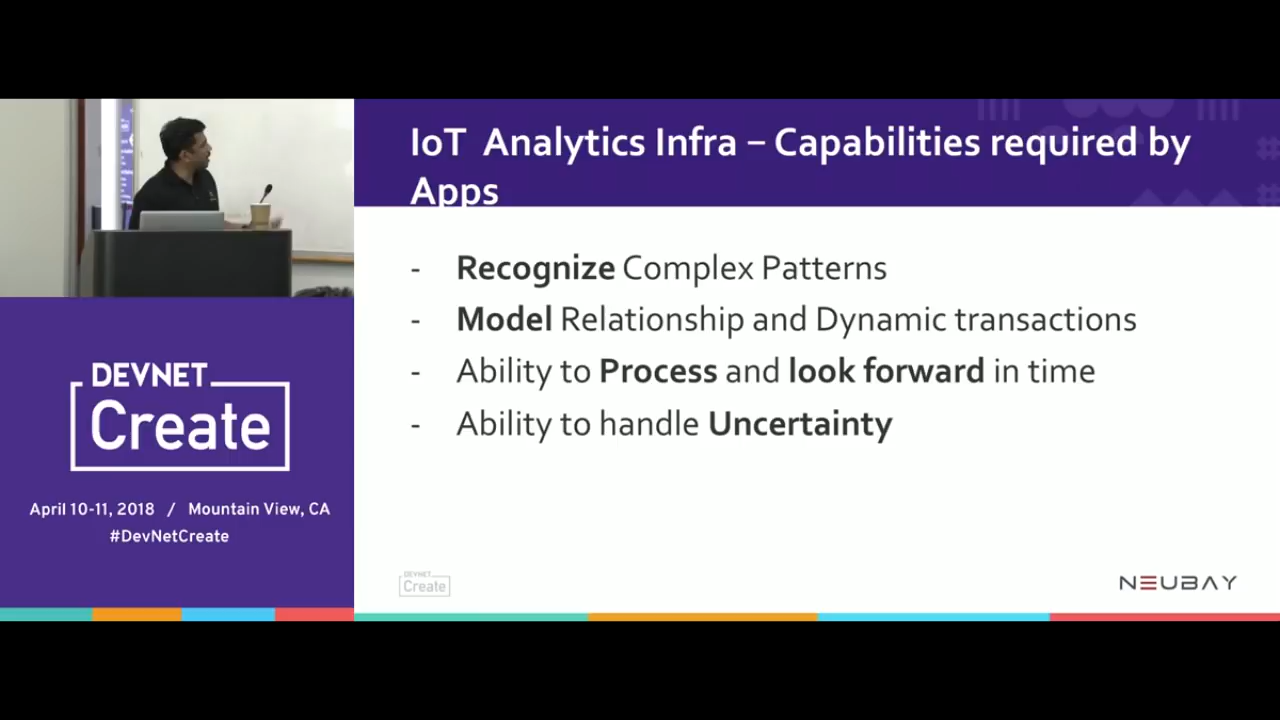 IoT Analytics Infra – Capabilities required by
Apps
- Recognize Complex Patterns
- Model Relationship and Dynamic transactions
- Ability to Process and look forward in time
- Ability to handle Uncertainty
DEVNET
Create
April 10-11, 2018 / Mountain View, CA
#DevNetCreate
DEVNET
Create
NEUBAY